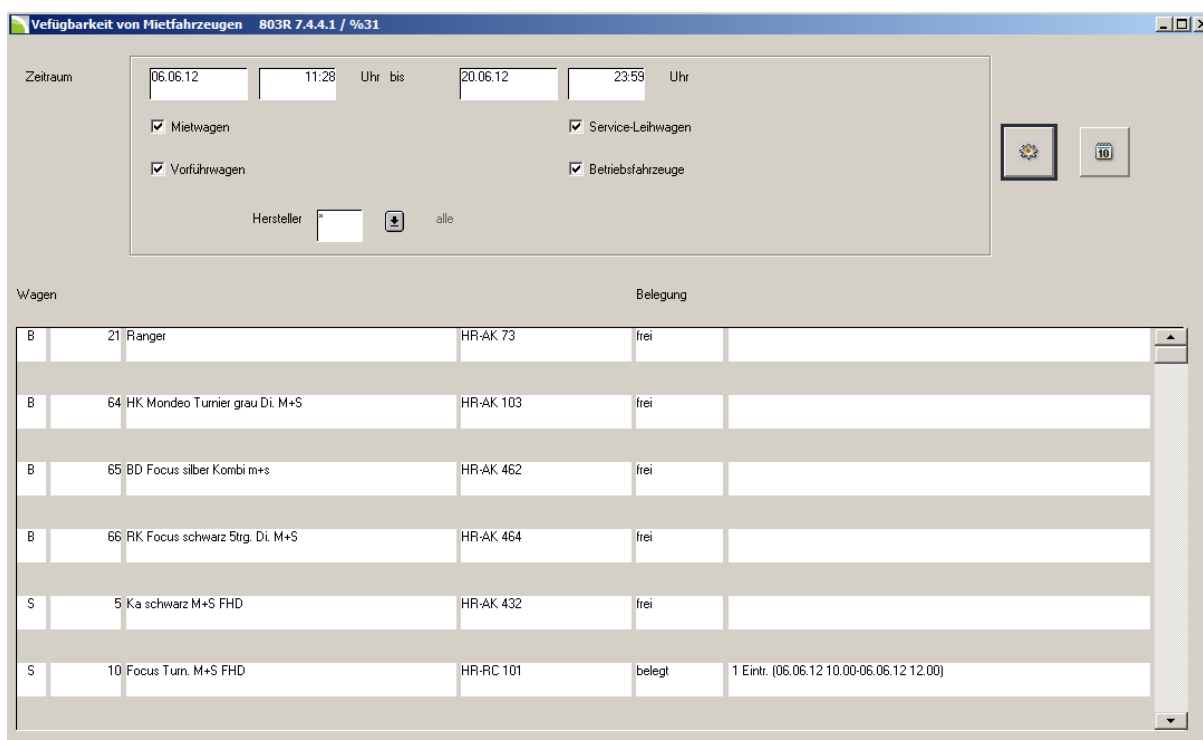 Vefügbarkeit von Mietfahrzeugen 803R 7.4.4.1 / %31
Zeitraum 06.06.12 11:28 Uhr bis 20.06.12 23:59 Uhr
Mietwagen Service-Leihwagen
10
Vorführwagen Betriebsfahrzeuge
Hersteller * alle
Wagen Belegung
B 21 Ranger HR-AK 73 frei
B 64 HK Mondeo Turnier grau Di. M+S HR-AK 103 frei
B 65 BD Focus silber Kombi m+s HR-AK 462 frei
B 66 RK Focus schwarz 5trg. Di. M+S HR-AK 464 frei
S 5 Ka schwarz M+S FHD HR-AK 432 frei
S 10 Focus Turn. M+S FHD HR-RC 101 belegt 1 Eintr. (06.06.12 10.00-06.06.12 12.00)